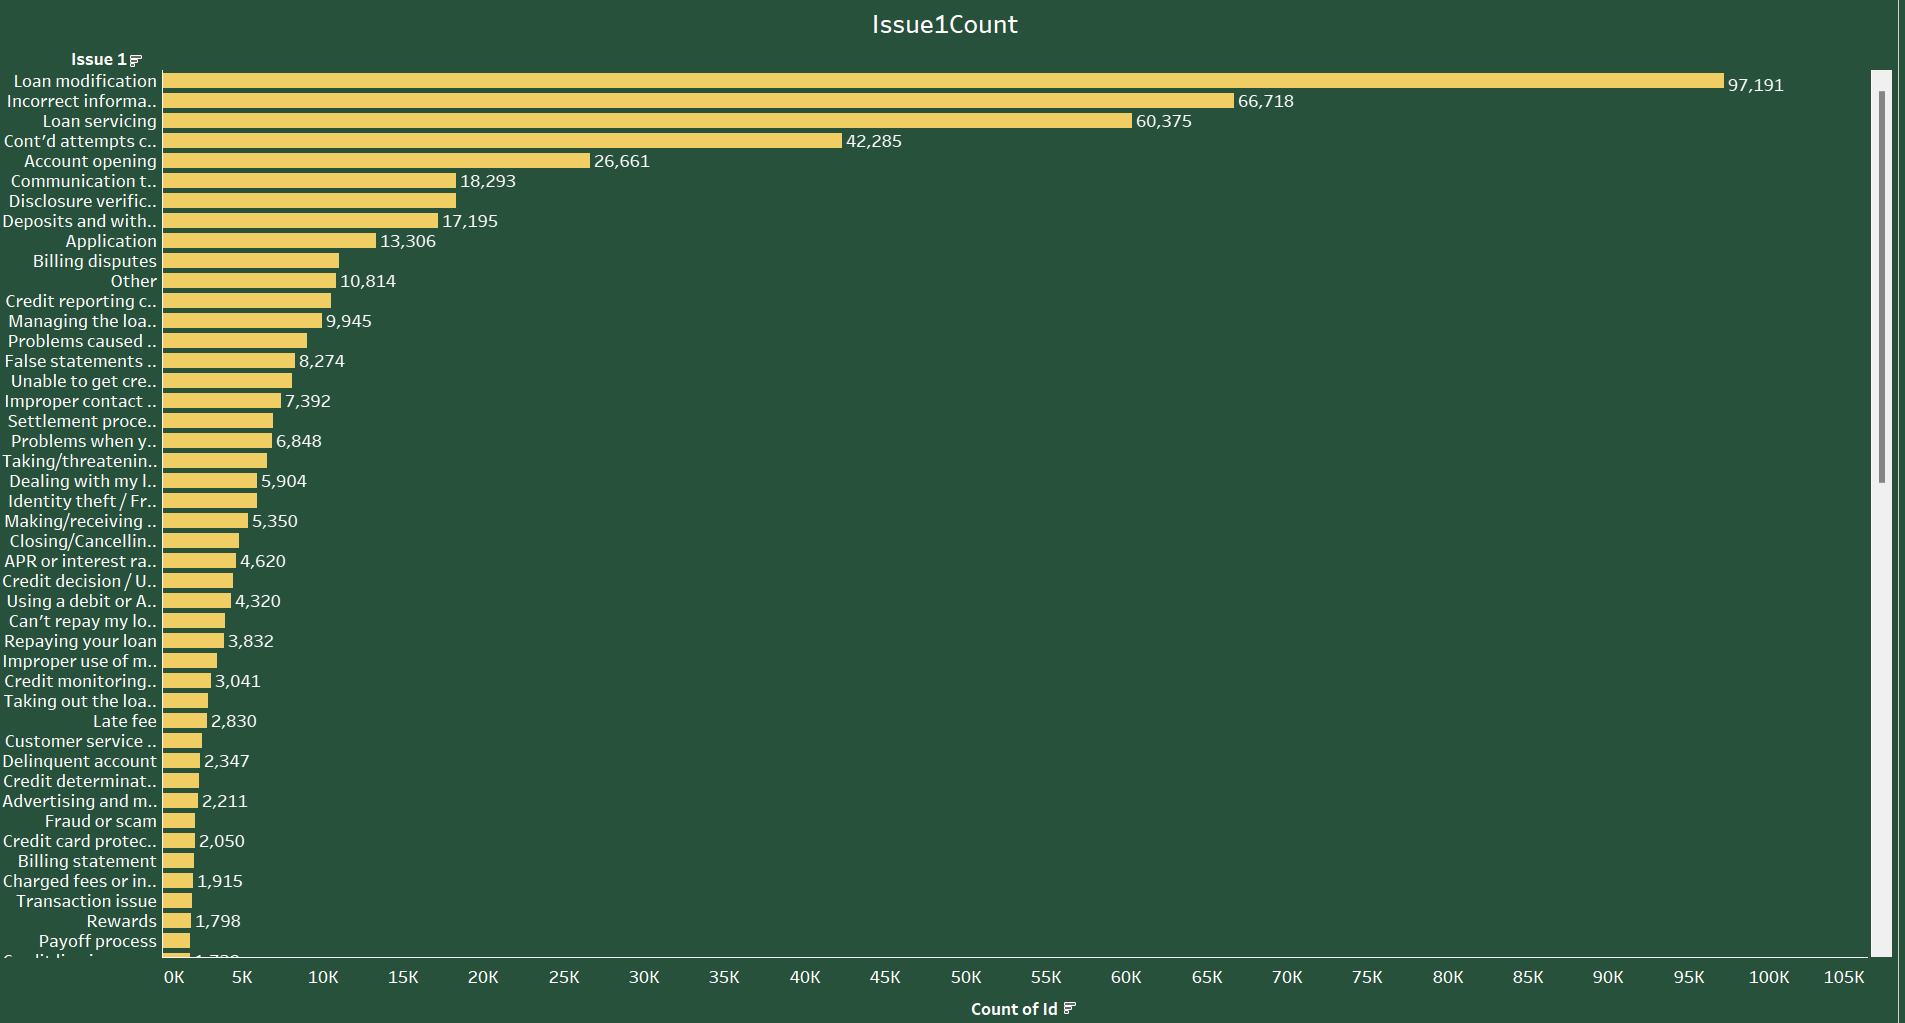 Issue1Count
Issue 1
Loan modification 97,191
Incorrect informa.. 66,718
Loan servicing 60,375
Cont’d attempts c.. 42,285
Account opening 26,661
Communication t.. 18,293
Disclosure verific..
Deposits and with.. 17,195
Application 13,306
Billing disputes
Other 10,814
Credit reporting c..
Managing the loa.. 9,945
Problems caused ..
False statements .. 8,274
Unable to get cre..
Improper contact .. 7,392
Settlement proce..
Problems when y.. 6,848
Taking/threatenin..
Dealing with my l.. 5,904
Identity theft / Fr..
Making/receiving .. 5,350
Closing/Cancellin..
APR or interest ra.. 4,620
Credit decision / U..
Using a debit or A.. 4,320
Can’t repay my lo..
Repaying your loan 3,832
Improper use of m..
Credit monitoring.. 3,041
Taking out the loa..
Late fee 2,830
Customer service ..
Delinquent account 2,347
Credit determinat..
Advertising and m.. 2,211
Fraud or scam
Credit card protec.. 2,050
Billing statement
Charged fees or in.. 1,915
Transaction issue
Rewards 1,798
Payoff process
0K 5K 10K 15K 20K 25K 30K 35K 40K 45K 50K 55K 60K 65K 70K 75K 80K 85K 90K 95K 100K 105K
Count of Id